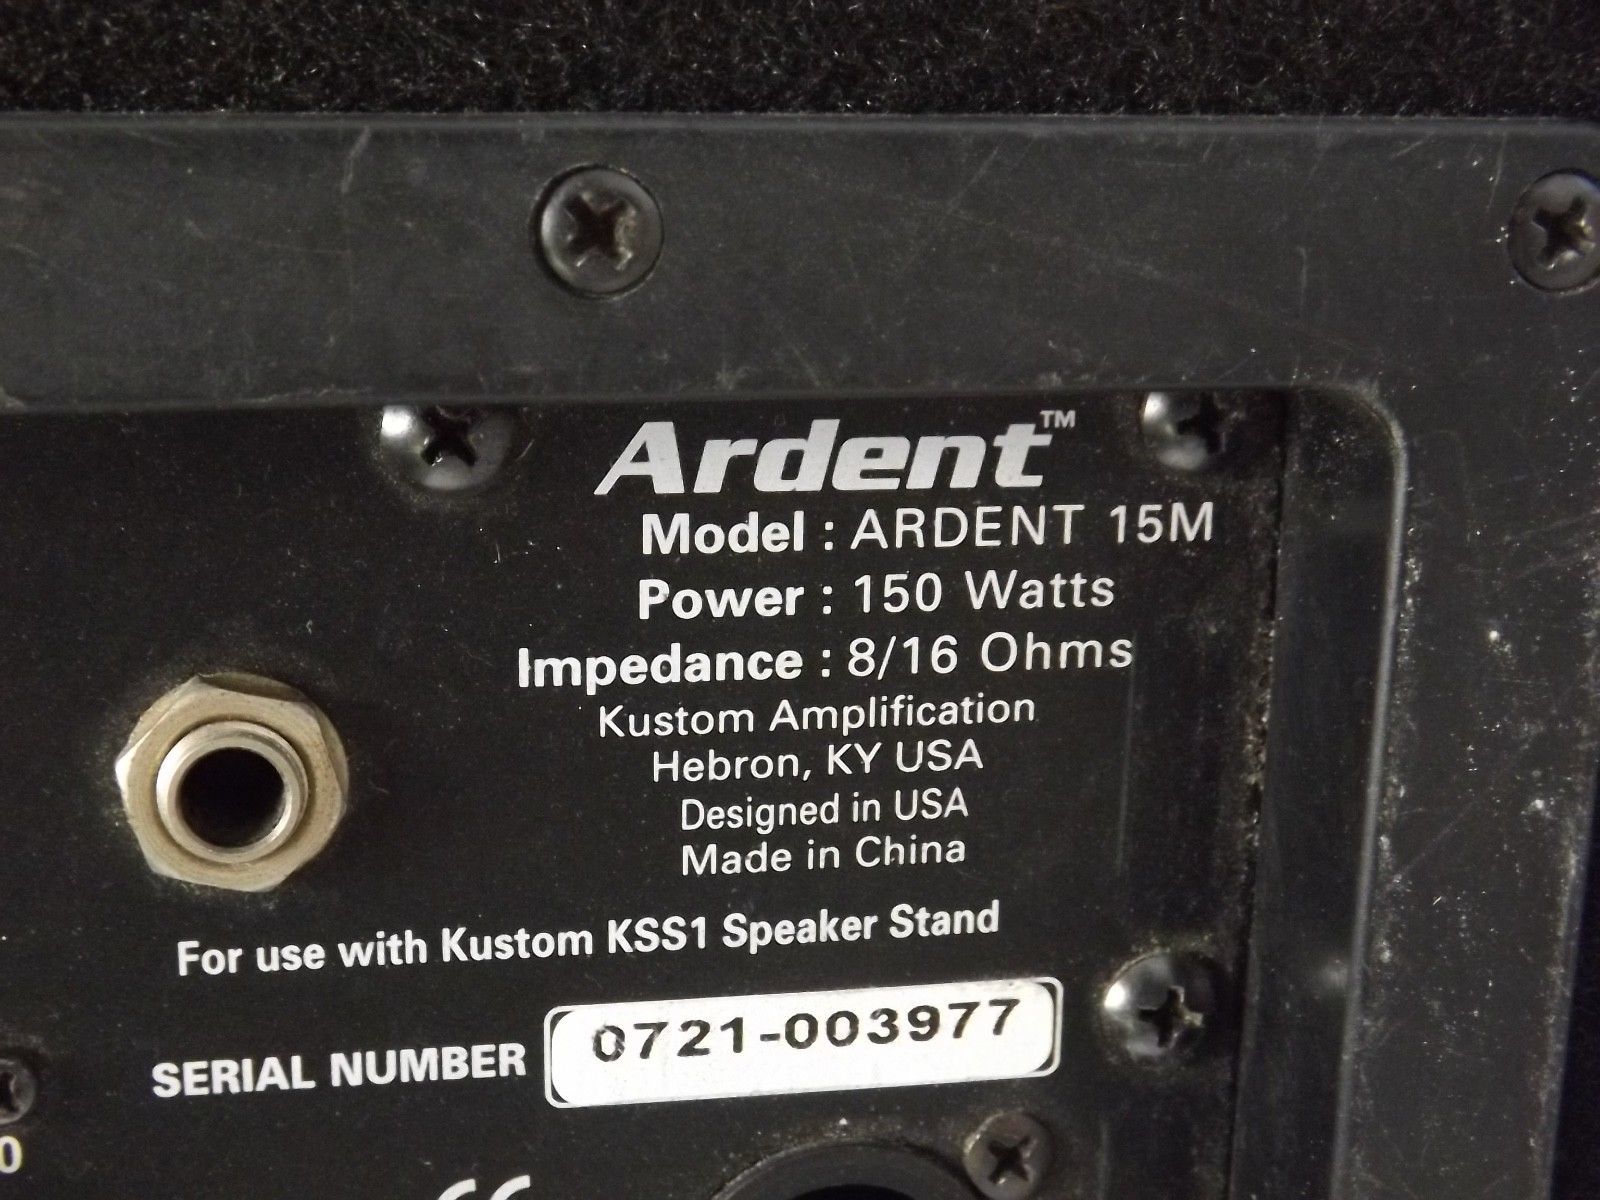 Ardent™
Model : ARDENT 15M
Power : 150 Watts
Impedance : 8/16 Ohms
Kustom Amplification
Hebron, KY USA
Designed in USA
Made in China
For use with Kustom KSS1 Speaker Stand
SERIAL NUMBER 0721-003977
0